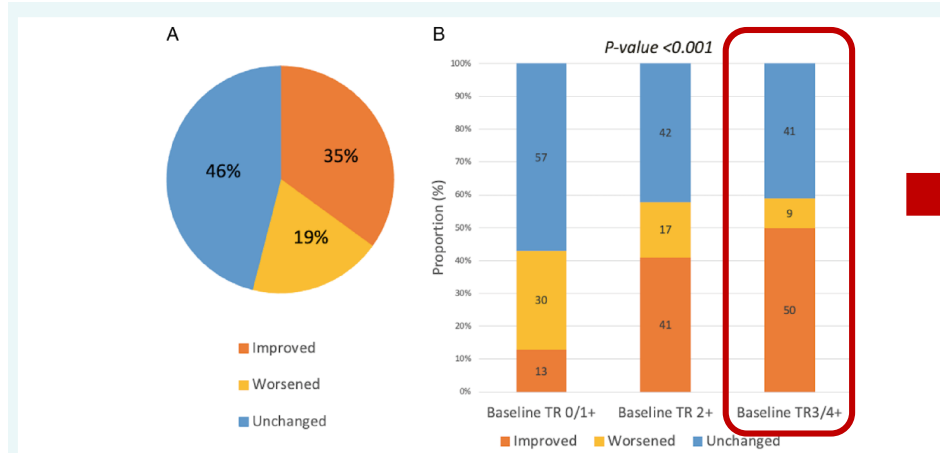 A
46%
35%
19%
Improved
Worsened
Unchanged
B
P-value <0.001
Proportion (%)
100%
90%
80%
70%
60%
50%
40%
30%
20%
10%
0%
57
30
13
42
17
41
41
9
50
Baseline TR 0/1+
Baseline TR 2+
Baseline TR3/4+
Improved Worsened Unchanged